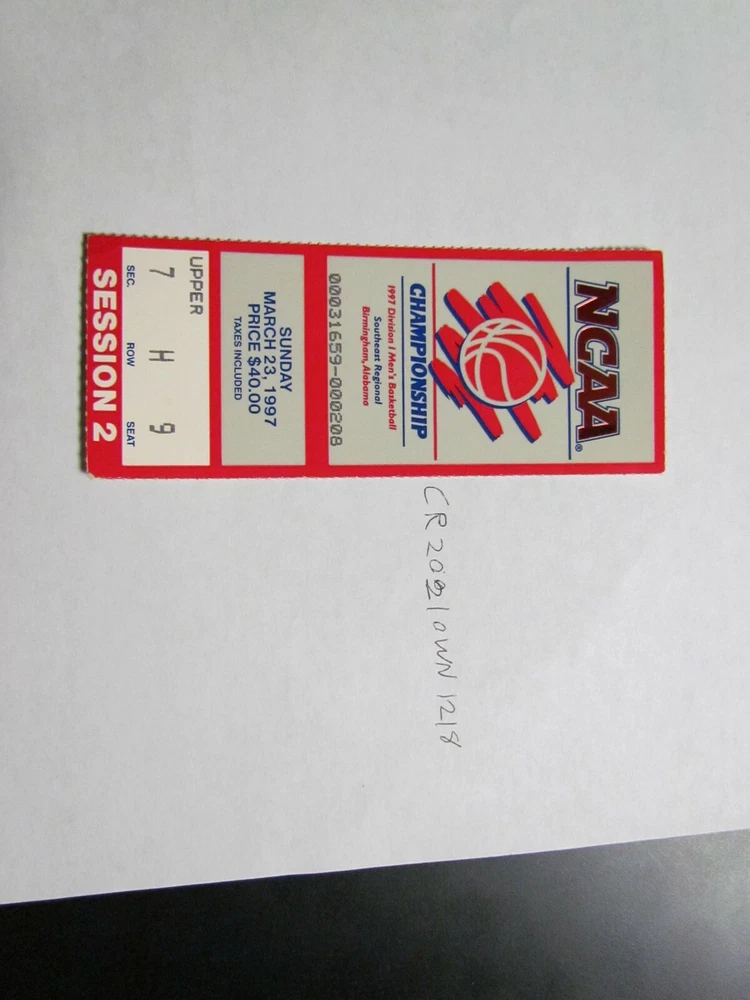 NCAA®
CHAMPIONSHIP
1997 Division I Men's Basketball
Southeast Regional
Birmingham, Alabama
00031659-000208
SUNDAY
MARCH 23, 1997
PRICE $40.00
TAXES INCLUDED
UPPER
7 H 9
SEC. ROW SEAT
SESSION 2